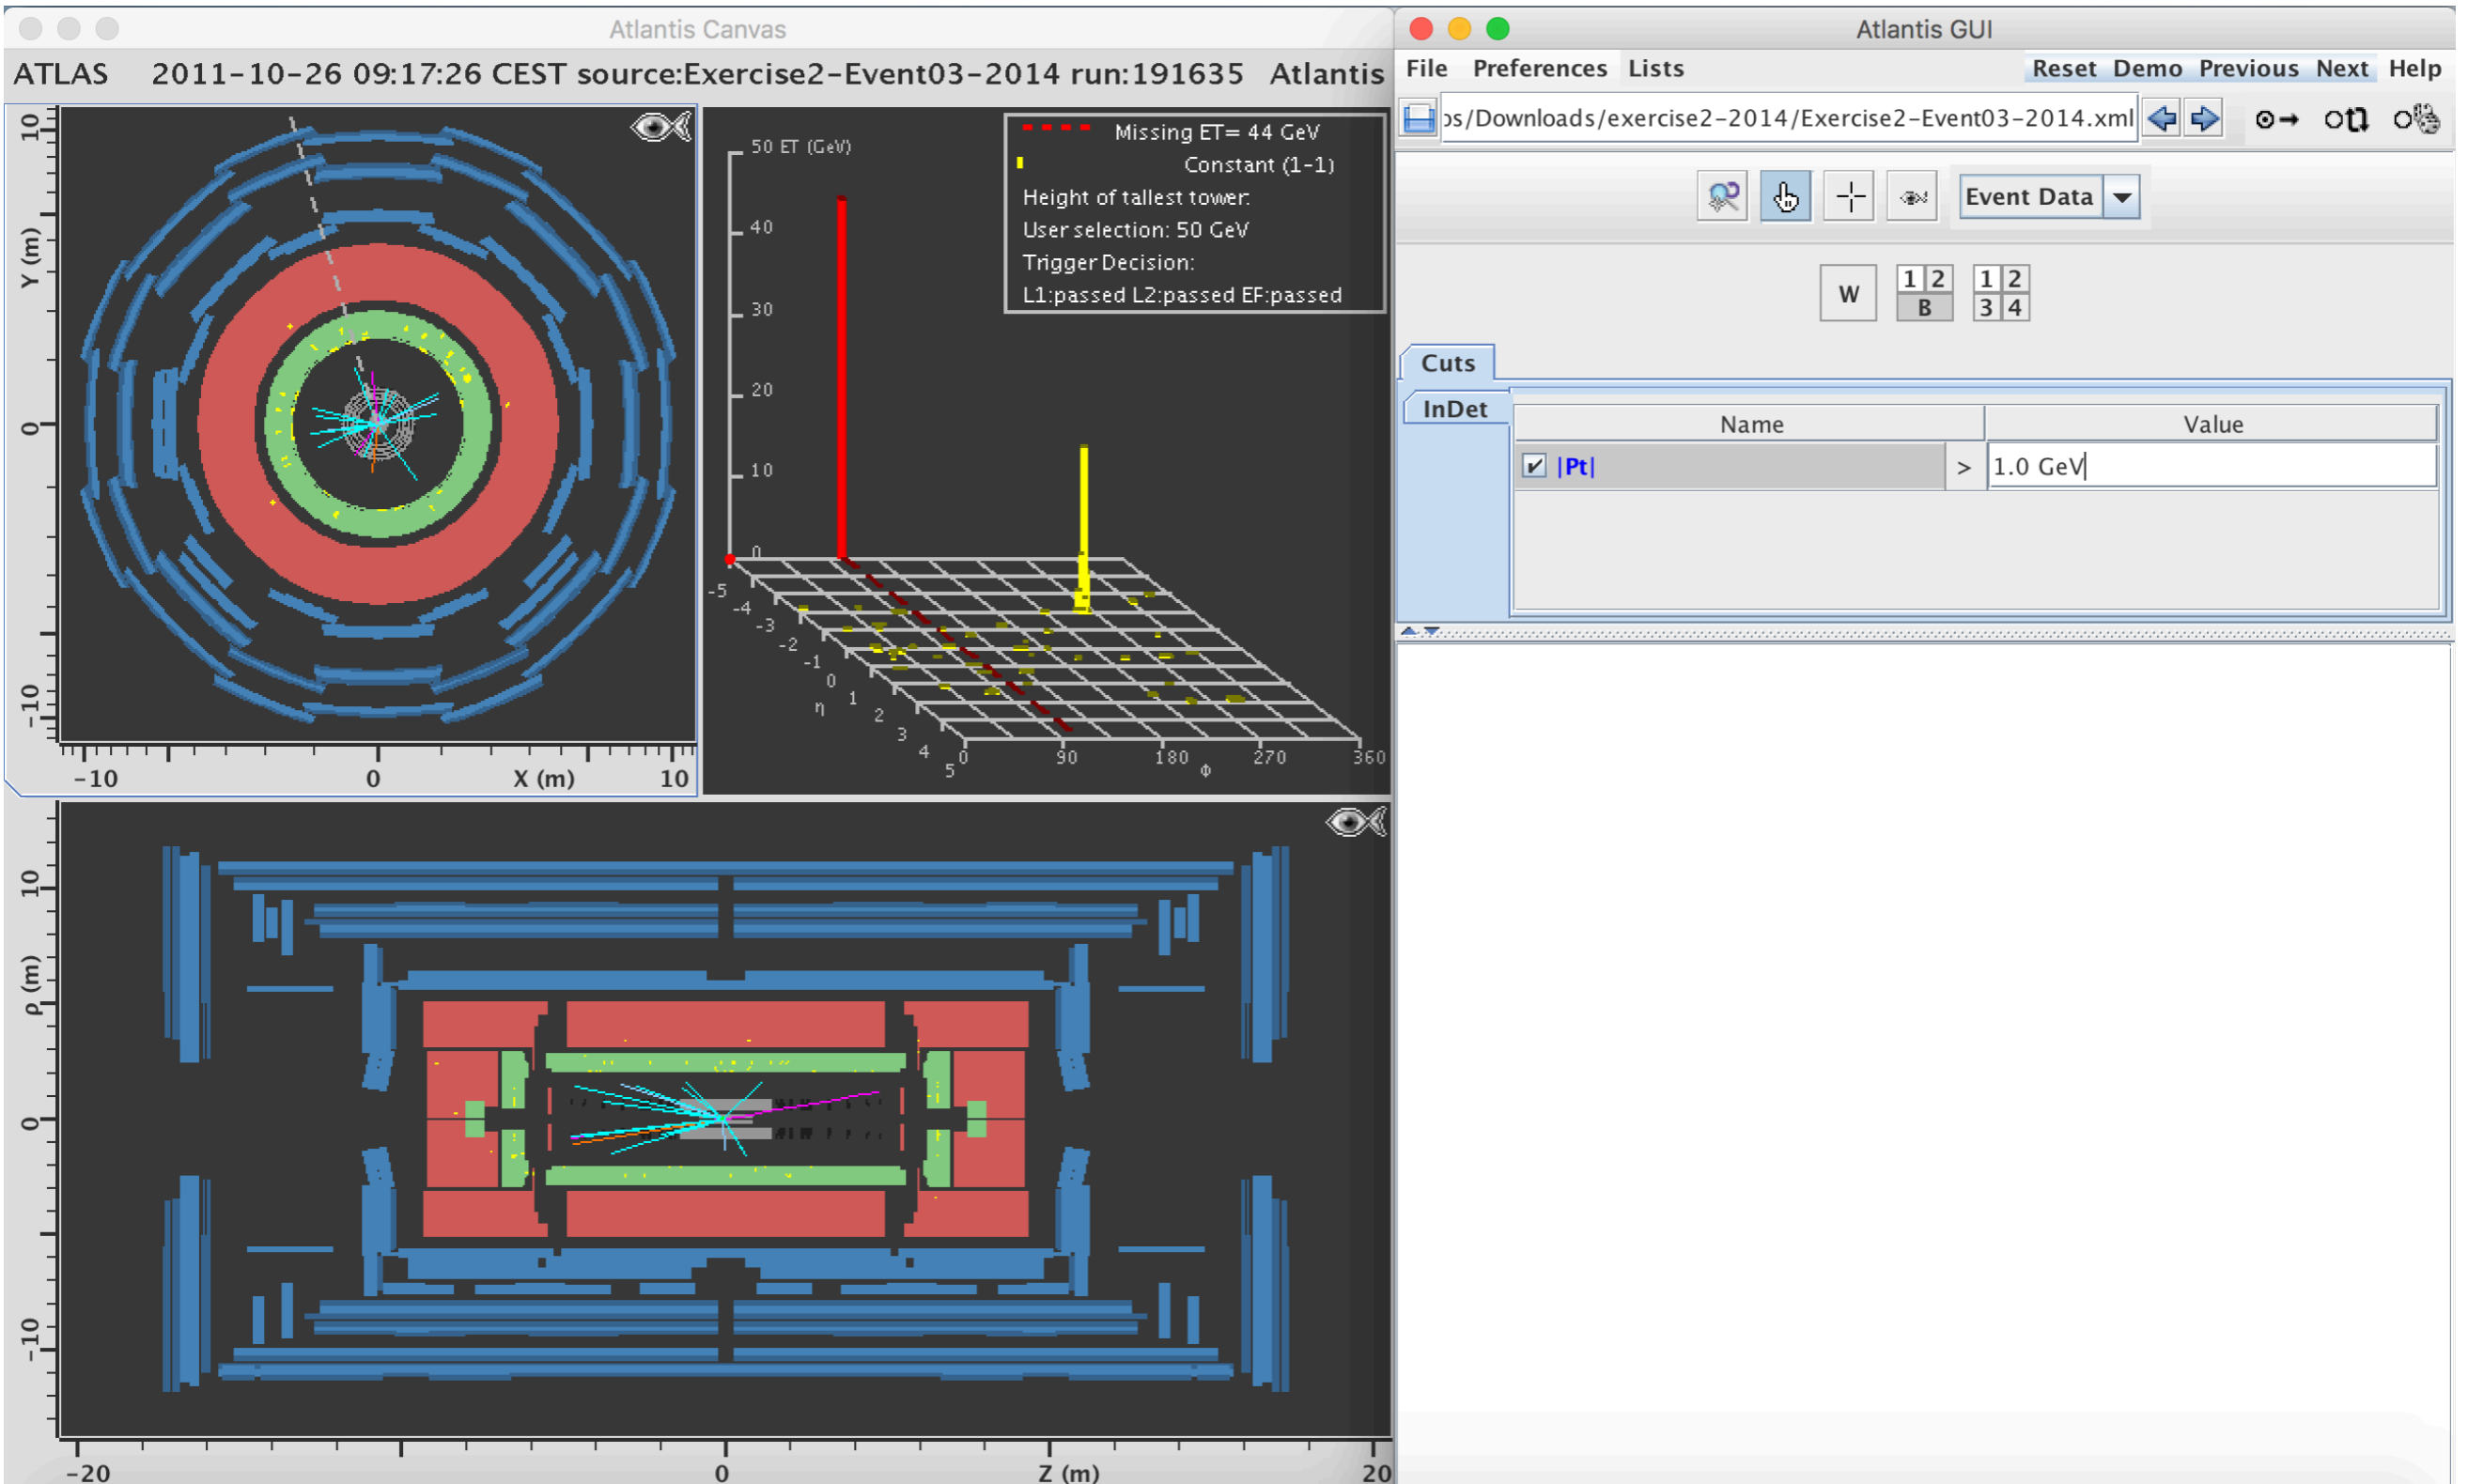 Atlantis Canvas
ATLAS 2011-10-26 09:17:26 CEST source:Exercise2-Event03-2014 run:191635 Atlantis
10
Y (m)
0
-10
-10 0 X (m) 10
50 ET (GeV)
40
30
20
10
0
Missing ET= 44 GeV
Constant (1-1)
Height of tallest tower:
User selection: 50 GeV
Trigger Decision:
L1:passed L2:passed EF:passed
-5
-4
-3
-2
-1
0
η
1
2
3
4
5
0 90 180 Φ 270 360
10
ρ (m)
0
-10
-20 0 Z (m) 20
Atlantis GUI
File Preferences Lists Reset Demo Previous Next Help
os/Downloads/exercise2-2014/Exercise2-Event03-2014.xml
Event Data
W
1 2
B
1 2
3 4
Cuts
InDet
Name Value
|Pt| > 1.0 GeV